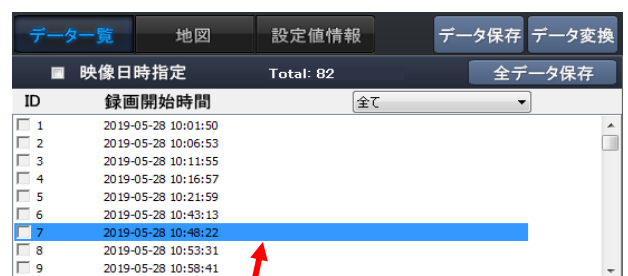 データ一覧 地図 設定値情報 データ保存 データ変換
映像日時指定 Total: 82 全データ保存
ID 録画開始時間 全て
1 2019-05-28 10:01:50
2 2019-05-28 10:06:53
3 2019-05-28 10:11:55
4 2019-05-28 10:16:57
5 2019-05-28 10:21:59
6 2019-05-28 10:43:13
7 2019-05-28 10:48:22
8 2019-05-28 10:53:31
9 2019-05-28 10:58:41